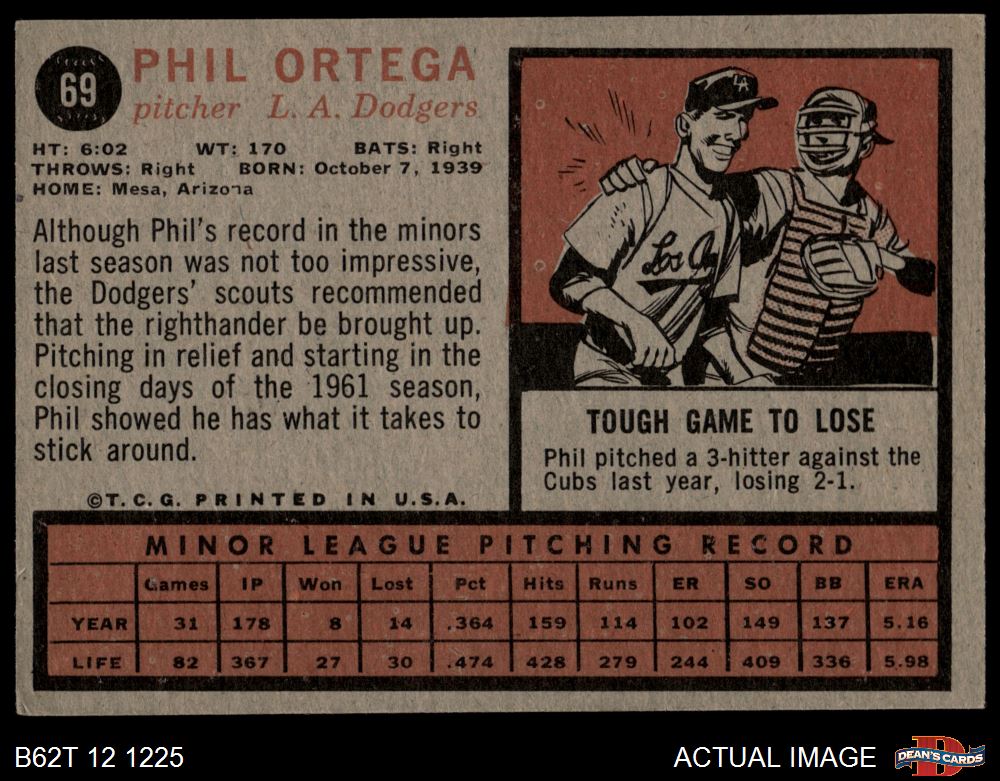 69
PHIL ORTEGA
pitcher L. A. Dodgers
HT: 6:02 WT: 170 BATS: Right
THROWS: Right BORN: October 7, 1939
HOME: Mesa, Arizona
Although Phil's record in the minors
last season was not too impressive,
the Dodgers' scouts recommended
that the righthander be brought up.
Pitching in relief and starting in the
closing days of the 1961 season,
Phil showed he has what it takes to
stick around.
©T.C.G. PRINTED IN U.S.A.
LA
Los An
TOUGH GAME TO LOSE
Phil pitched a 3-hitter against the
Cubs last year, losing 2-1.
MINOR LEAGUE PITCHING RECORD
Games IP Won Lost Pct Hits Runs ER SO BB ERA
YEAR 31 178 8 14 .364 159 114 102 149 137 5.16
LIFE 82 367 27 30 .474 428 279 244 409 336 5.98
B62T 12 1225
ACTUAL IMAGE
D
DEAN'S CARDS